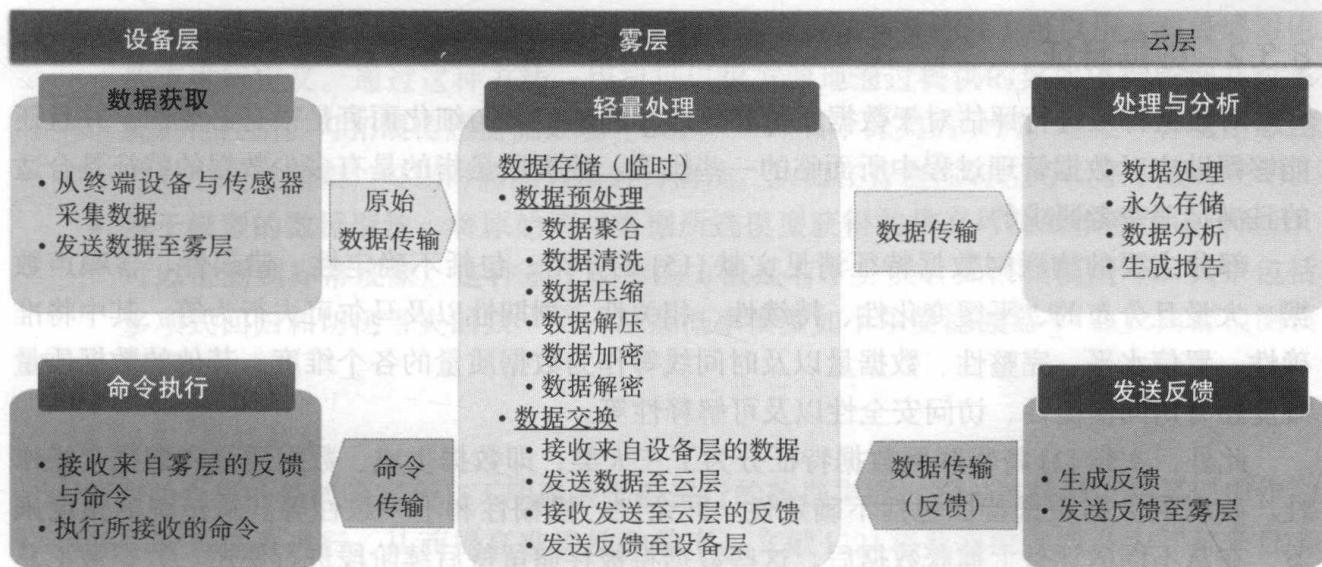 设备层
雾层
云层
数据获取
• 从终端设备与传感器
采集数据
• 发送数据至雾层
原始
数据传输
轻量处理
数据存储（临时）
• 数据预处理
• 数据聚合
• 数据清洗
• 数据压缩
• 数据解压
• 数据加密
• 数据解密
• 数据交换
• 接收来自设备层的数据
• 发送数据至云层
• 接收发送至云层的反馈
• 发送反馈至设备层
数据传输
处理与分析
• 数据处理
• 永久存储
• 数据分析
• 生成报告
发送反馈
• 生成反馈
• 发送反馈至雾层
数据传输
（反馈）
命令
传输
命令执行
• 接收来自雾层的反馈
与命令
• 执行所接收的命令